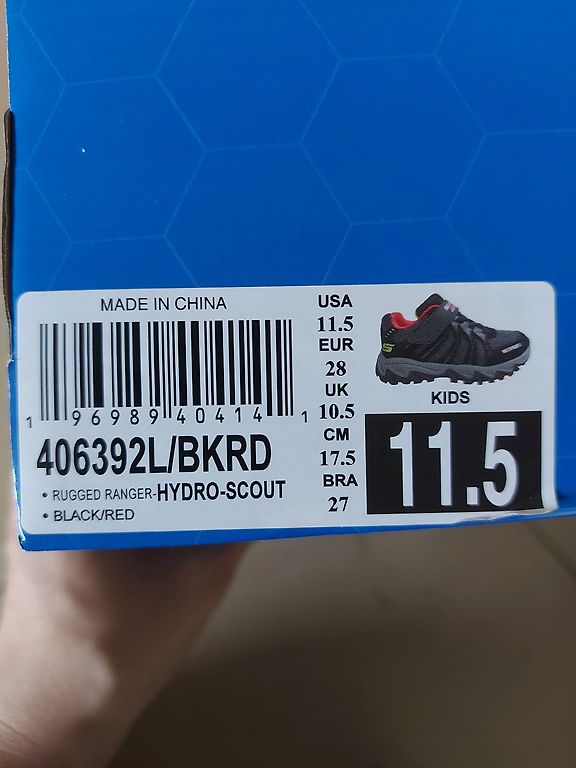 MADE IN CHINA
1 96989 40414 1
406392L/BKRD
• RUGGED RANGER-HYDRO-SCOUT
• BLACK/RED
USA
11.5
EUR
28
UK
10.5
CM
17.5
BRA
27
KIDS
11.5